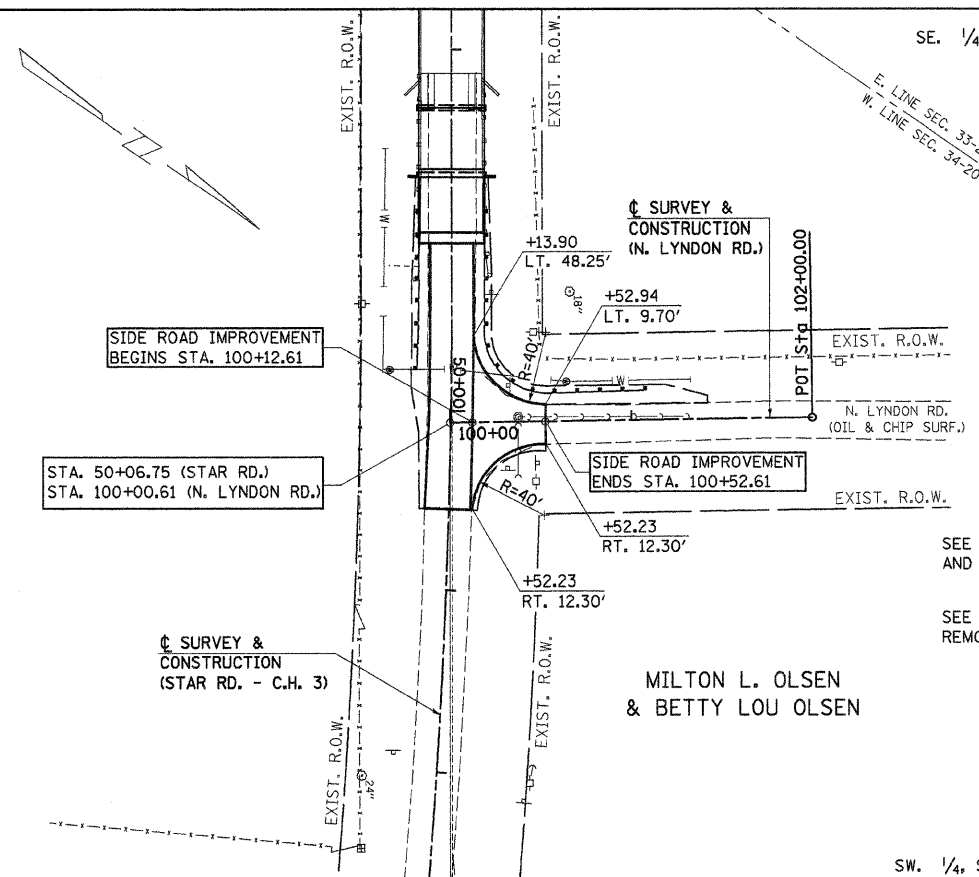 SE. 1/4
EXIST. R.O.W.
EXIST. R.O.W.
E. LINE SEC. 33-2
W. LINE SEC. 34-20
Z
W
℄ SURVEY &
CONSTRUCTION
(N. LYNDON RD.)
POT Sta 102+00.00
+13.90
LT. 48.25'
18"
+52.94
LT. 9.70'
SIDE ROAD IMPROVEMENT
BEGINS STA. 100+12.61
EXIST. R.O.W.
R=40'
W
50+00
100+00
N. LYNDON RD.
(OIL & CHIP SURF.)
STA. 50+06.75 (STAR RD.)
STA. 100+00.61 (N. LYNDON RD.)
SIDE ROAD IMPROVEMENT
ENDS STA. 100+52.61
R=40'
EXIST. R.O.W.
+52.23
RT. 12.30'
SEE
AND
+52.23
RT. 12.30'
SEE
REMO
℄ SURVEY &
CONSTRUCTION
(STAR RD. - C.H. 3)
MILTON L. OLSEN
& BETTY LOU OLSEN
EXIST. R.O.W.
EXIST. R.O.W.
24"
SW. 1/4, S